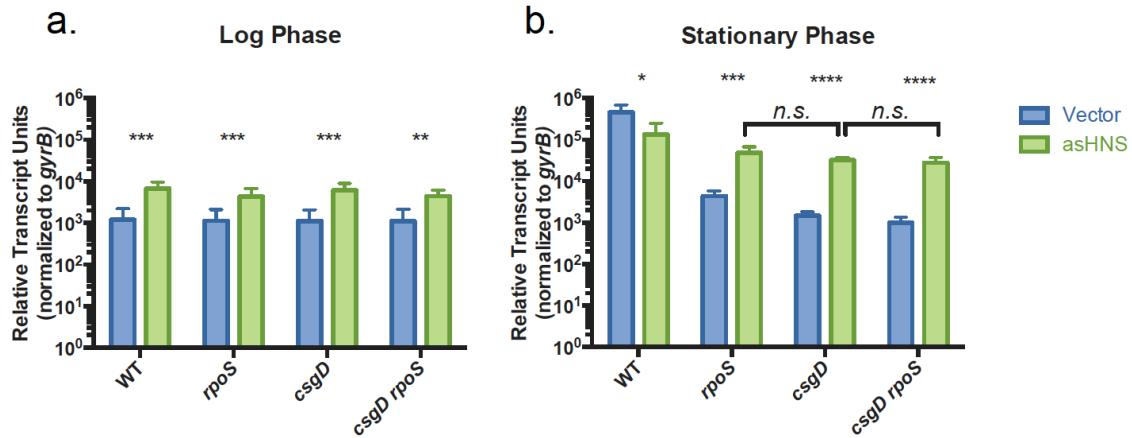 a.
Log Phase
Relative Transcript Units
(normalized to gyrB)
10⁶
10⁵
10⁴
10³
10²
10¹
10⁰
***
***
***
**
WT
rpoS
csgD
csgD rpoS
b.
Stationary Phase
Relative Transcript Units
(normalized to gyrB)
10⁶
10⁵
10⁴
10³
10²
10¹
10⁰
*
***
****
****
n.s.
n.s.
WT
rpoS
csgD
csgD rpoS
Vector
asHNS